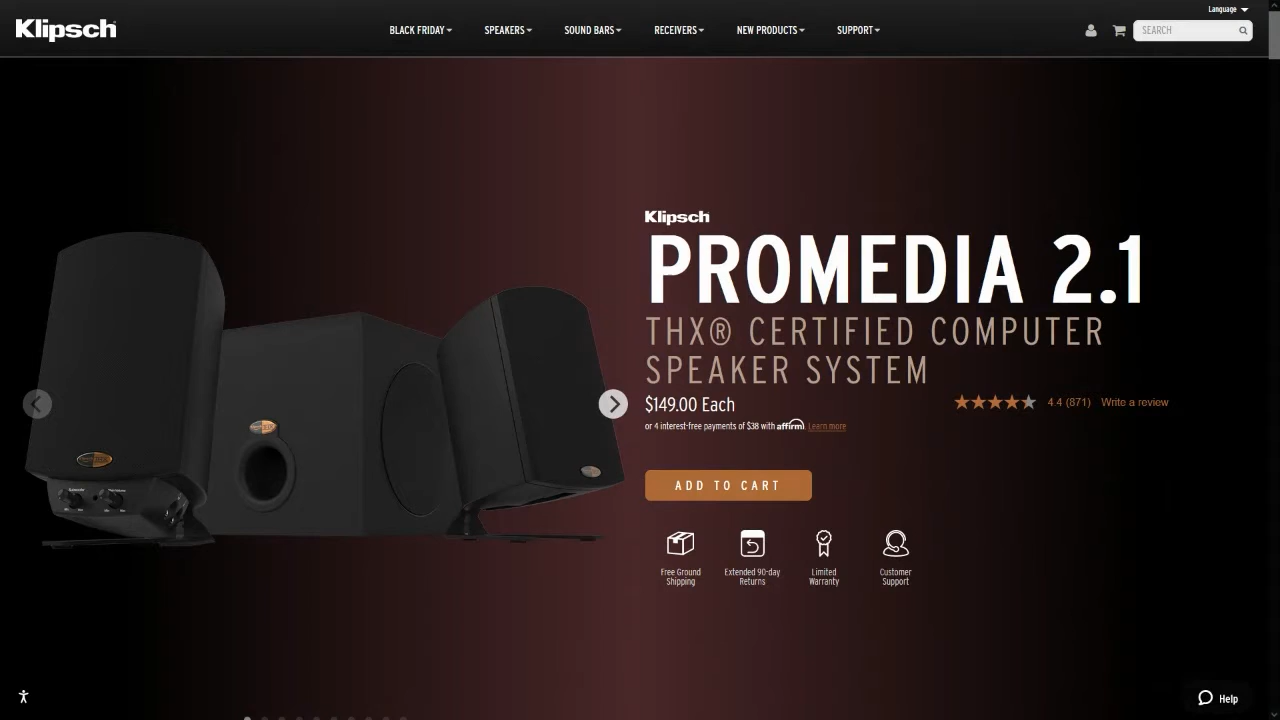 Language
Klipsch
BLACK FRIDAY
SPEAKERS
SOUND BARS
RECEIVERS
NEW PRODUCTS
SUPPORT
SEARCH
Klipsch
PROMEDIA 2.1
THX® CERTIFIED COMPUTER
SPEAKER SYSTEM
$149.00 Each
4.4 (871) Write a review
or 4 interest-free payments of $38 with affirm. Learn more
ADD TO CART
Free Ground
Shipping
Extended 90-day
Returns
Limited
Warranty
Customer
Support
Help